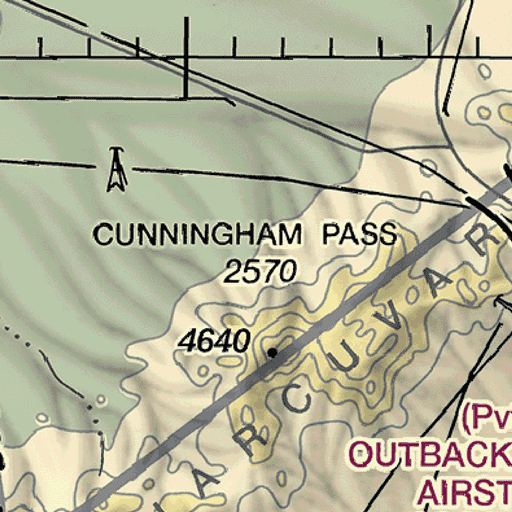 CUNNINGHAM PASS
2570
4640
HARCUVAR
(Pv
OUTBACK
AIRST